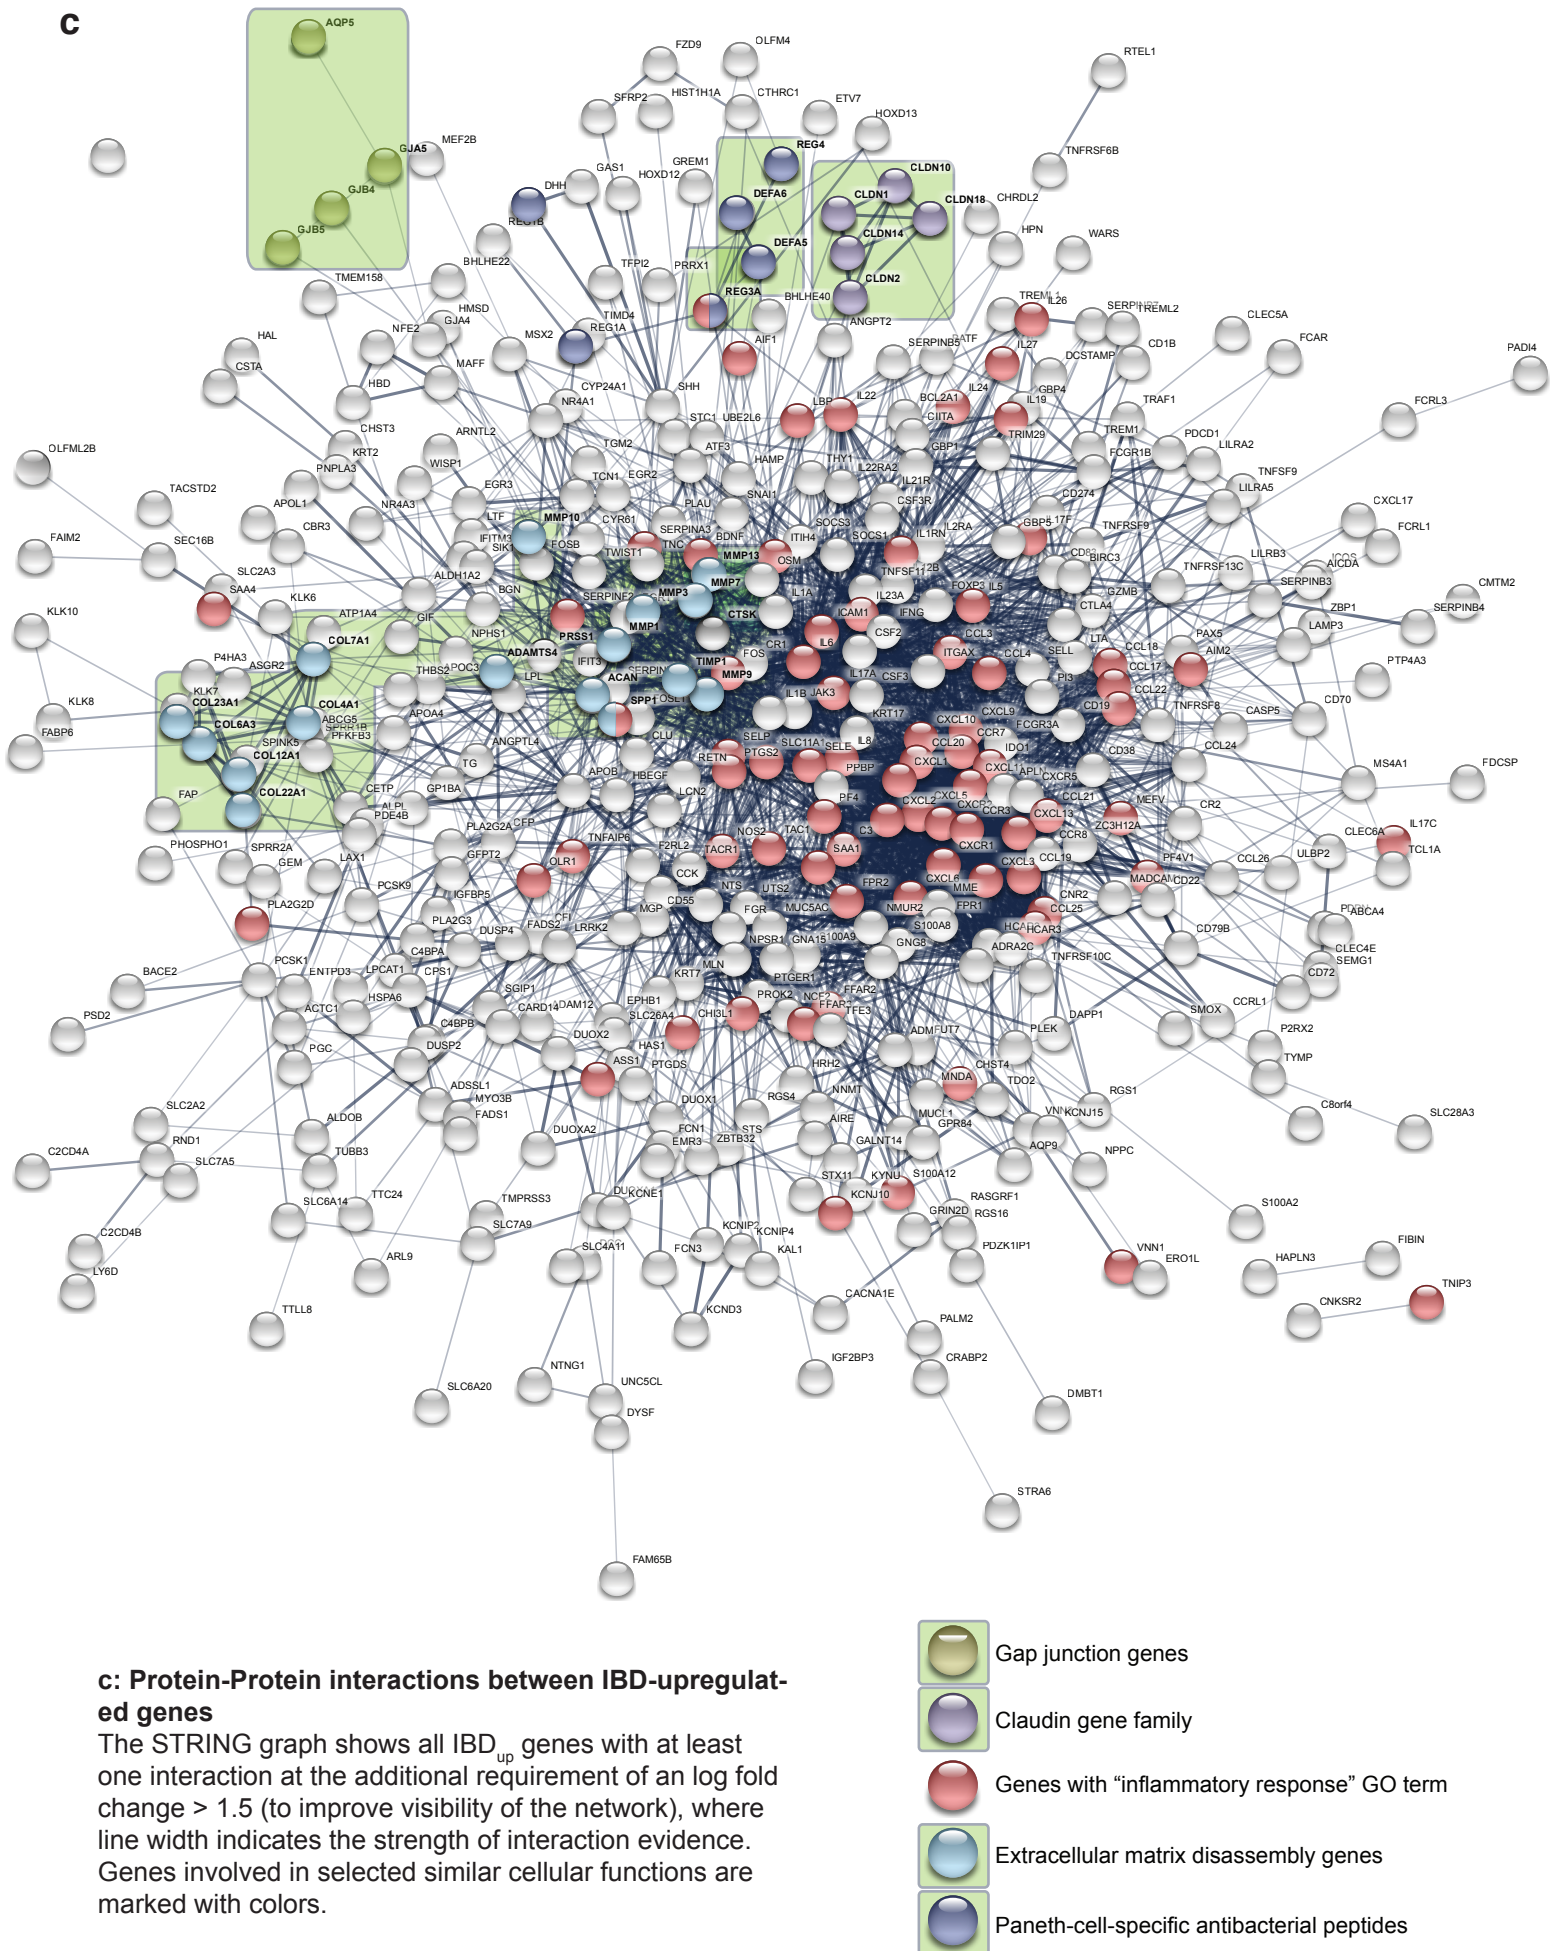 c
AQP5
FZD9
OLFM4
RTEL1
SFRP2
HIST1H1A
CTHRC1
ETV7
HOXD13
TNFRSF6B
GJA5
MEF2B
REG4
GJB4
DHH
GAS1
HOXD12
GREM1
DEFA6
CLDN10
CLDN1
CLDN18
CHRDL2
REG1B
GJB5
CLDN14
DEFA5
HPN
WARS
BHLHE22
TFPI2
PRRX1
CLDN2
TMEM158
REG3A
BHLHE40
HMSD
GJA4
TIMD4
REG1A
ANGPT2
IL26
TREML2
CLEC5A
HAL
NFE2
MSX2
AIF1
SERPINB5
IL27
DCSTAMP
CD1B
FCAR
PADI4
CSTA
MAFF
HBD
CYP24A1
SHH
IL22
BCL2A1
IL24
GBP4
IL19
TRAF1
FCRL3
NR4A1
STC1
UBE2L6
CIITA
CHST3
ARNTL2
ATF3
TRIM29
TREM1
PDCD1
LILRA2
OLFML2B
KRT2
WISP1
TGM2
HAMP
THY1
GBP1
FCGR1B
PNPLA3
TCN1
EGR2
IL22RA2
IL21R
TNFSF9
LILRA5
TACSTD2
APOL1
NR4A3
EGR3
PLAU
SNAI1
CSF3R
CD274
CXCL17
CBR3
LTF
MMP10
CYR61
SERPINA3
BDNF
SOCS3
SOCS1
IL2RA
IL1RN
GBP5
TNFRSF9
FCRL1
FAIM2
SEC16B
FOSB
TWIST1
TNC
MMP13
ITIH4
OSM
BIRC3
LILRB3
AICDA
SLC2A3
SAA4
ALDH1A2
MMP7
FOXP3
IL5
TNFRSF13C
SERPINB3
CMTM2
SERPINB4
KLK10
KLK6
BGN
MMP3
IL1A
IL23A
IFNG
GZMB
CTLA4
ZBP1
LAMP3
ATP1A4
GIF
CTSK
ICAM1
CSF2
MMP1
NPHS1
PRSS1
COL7A1
ADAMTS4
CR1
IL6
CCL3
LTA
CCL18
PAX5
AIM2
PTP4A3
P4HA3
ASGR2
THBS2
APOC3
IFIT3
TIMP1
FOS
ITGAX
CCL4
SELL
CCL17
KLK7
COL23A1
LPL
ACAN
MMP9
IL17A
CSF3
PI3
CCL22
KLK8
COL6A3
COL4A1
ABCG5
APOA4
SPP1
IL1B
JAK3
KRT17
CD19
TNFRSF8
CD70
CASP5
FABP6
PFKFB3
SPINK5
COL12A1
ANGPTL4
CLU
SELP
SLC11A1
IL8
CXCL10
CXCL9
CCR7
FCGR3A
CCL24
TG
RETN
PTGS2
SELE
CCL20
IDO1
CD38
COL22A1
FAP
CETP
GP1BA
APOB
HBEGF
PPBP
CXCL1
CXCR5
MS4A1
FDCSP
ALPL
PDE4B
LCN2
PF4
CXCL2
CXCL5
CCR3
CXCL13
CCL21
MEFV
CR2
PHOSPHO1
PLA2G2A
CFP
TNFAIP6
NOS2
TAC1
C3
CXCR1
CCR8
ZC3H12A
CLEC6A
IL17C
TCL1A
SPRR2A
GEM
LAX1
GFPT2
OLR1
F2RL2
TACR1
SAA1
CXCL3
CCL19
PF4V1
CCL26
ULBP2
PCSK9
IGFBP5
CCK
NTS
UTS2
FPR2
CXCL6
MME
CNR2
CD22
PLA2G2D
PLA2G3
MGP
CD55
FGR
MUC5AC
NMUR2
FPR1
CCL25
ABCA4
DUSP4
FADS2
LRRK2
NPSR1
GNA15
S100A8
HCAR3
CD79B
C4BPA
MLN
GNG8
ADRA2C
TNFRSF10C
CLEC4E
SEMG1
BACE2
PCSK1
ENTPD3
LPCAT1
CPS1
KRT7
PTGER1
CD72
ACTC1
HSPA6
SGIP1
CARD14
ADAM12
EPHB1
PROK2
FFAR2
SMOX
CCRL1
PSD2
C4BPB
SLC26A4
CHI3L1
TFE3
DAPP1
P2RX2
PGC
DUSP2
DUOX2
HAS1
FUT7
PLEK
TYMP
ASS1
PTGDS
HRH2
CHST4
ADSSL1
MYO3B
MNDA
TDO2
RGS1
C8orf4
SLC28A3
SLC2A2
ALDOB
FADS1
DUOX1
RGS4
NNMT
MUCL1
KCNJ15
RND1
DUOXA2
FCN1
STS
AIRE
GPR84
C2CD4A
TUBB3
EMR3
ZBTB32
GALNT14
AQP9
NPPC
SLC7A5
STX11
KYNU
S100A12
SLC6A14
TTC24
TMPRSS3
KCNE1
KCNJ10
RASGRF1
S100A2
C2CD4B
SLC7A9
KCNIP2
KCNIP4
GRIN2D
RGS16
ARL9
SLC4A11
FCN3
KAL1
PDZK1IP1
VNN1
ERO1L
HAPLN3
FIBIN
LY6D
CACNA1E
TNIP3
TTLL8
KCND3
PALM2
CNKSR2
SLC6A20
NTNG1
UNC5CL
IGF2BP3
CRABP2
DMBT1
DYSF
STRA6
FAM65B
c: Protein-Protein interactions between IBD-upregulat-
ed genes
The STRING graph shows all IBDup genes with at least
one interaction at the additional requirement of an log fold
change > 1.5 (to improve visibility of the network), where
line width indicates the strength of interaction evidence.
Genes involved in selected similar cellular functions are
marked with colors.
Gap junction genes
Claudin gene family
Genes with “inflammatory response” GO term
Extracellular matrix disassembly genes
Paneth-cell-specific antibacterial peptides